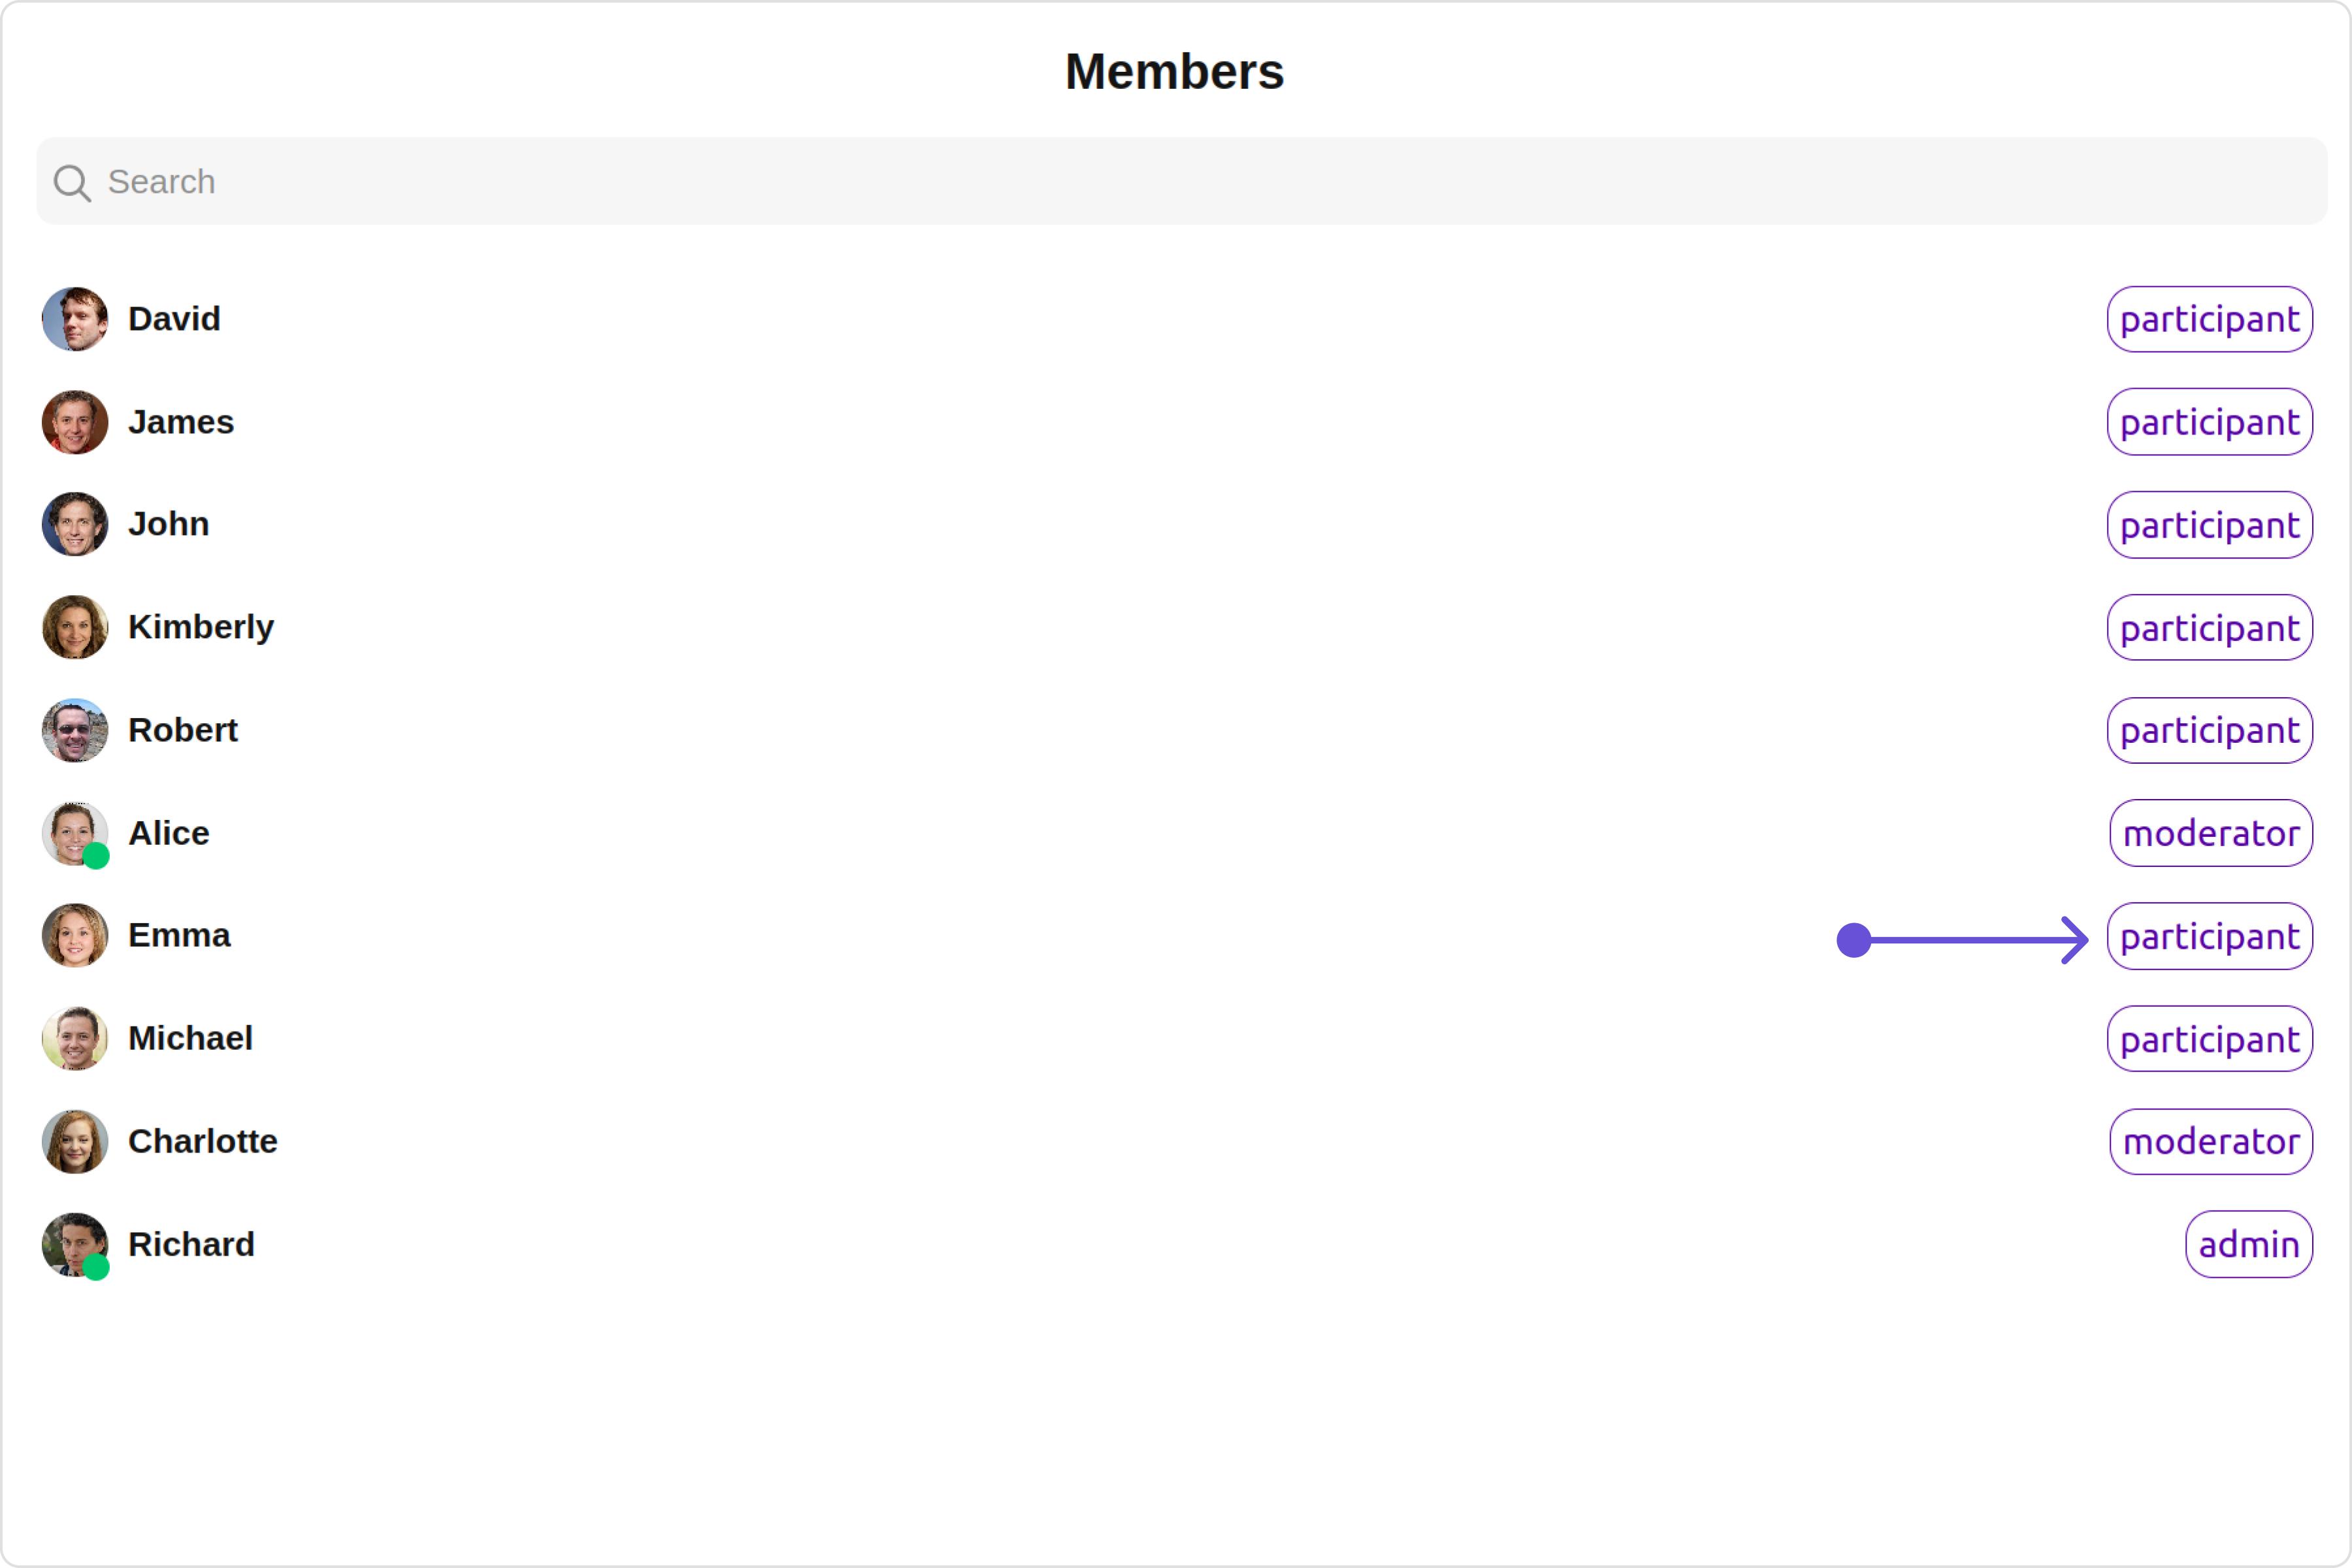 Members
Search
David participant
James participant
John participant
Kimberly participant
Robert participant
Alice moderator
Emma participant
Michael participant
Charlotte moderator
Richard admin